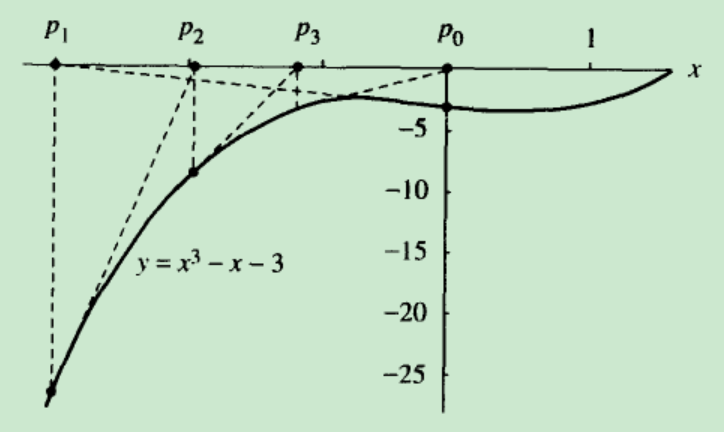 p₁ p₂ p₃ p₀ 1 x
−5
−10
−15
y = x³ − x − 3
−20
−25